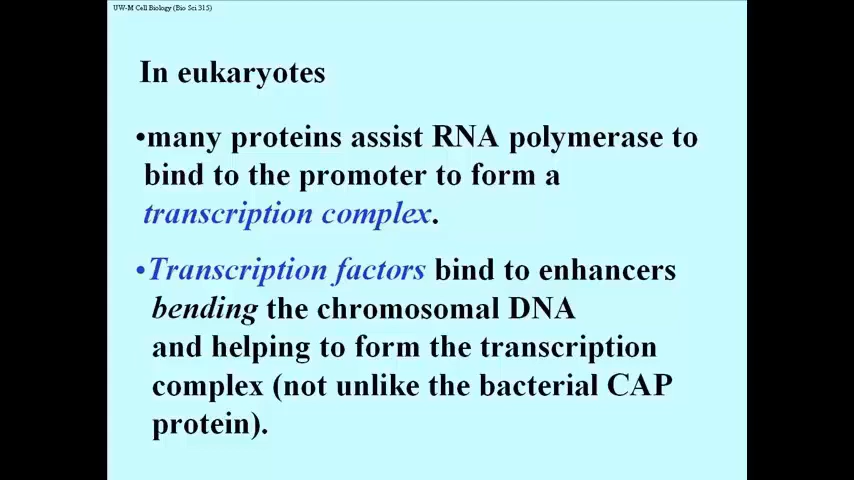 UW-M Cell Biology (Bio Sci 315)
In eukaryotes
•many proteins assist RNA polymerase to
bind to the promoter to form a
transcription complex.
•Transcription factors bind to enhancers
bending the chromosomal DNA
and helping to form the transcription
complex (not unlike the bacterial CAP
protein).